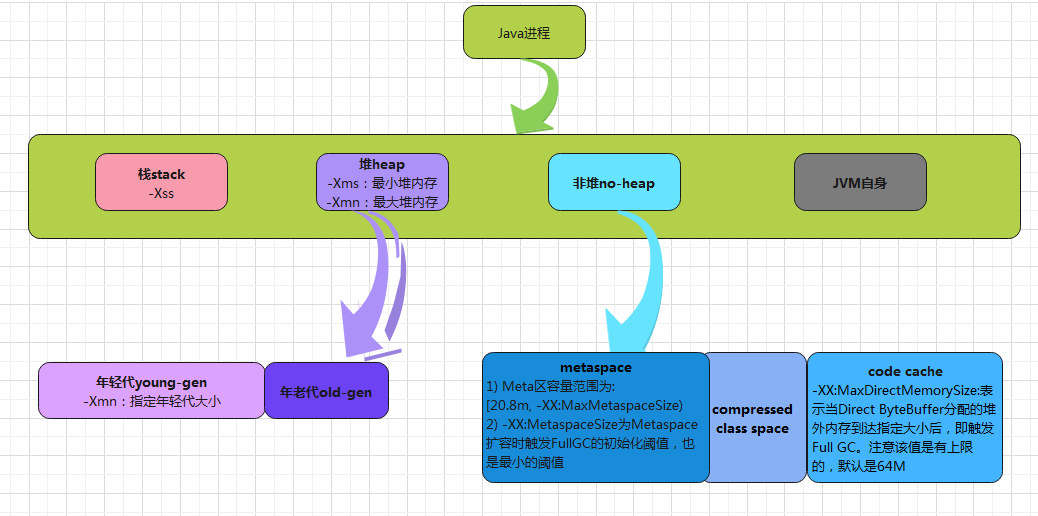 Java进程
栈stack
-Xss
堆heap
-Xms：最小堆内存
-Xmn：最大堆内存
非堆no-heap
JVM自身
年轻代young-gen
-Xmn：指定年轻代大小
年老代old-gen
metaspace
1) Meta区容量范围为:
[20.8m, -XX:MaxMetaspaceSize)
2) -XX:MetaspaceSize为Metaspace
扩容时触发FullGC的初始化阈值，也
是最小的阈值
compressed
class space
code cache
-XX:MaxDirectMemorySize:表
示当Direct ByteBuffer分配的堆
外内存到达指定大小后，即触发
Full GC。注意该值是有上限
的，默认是64M